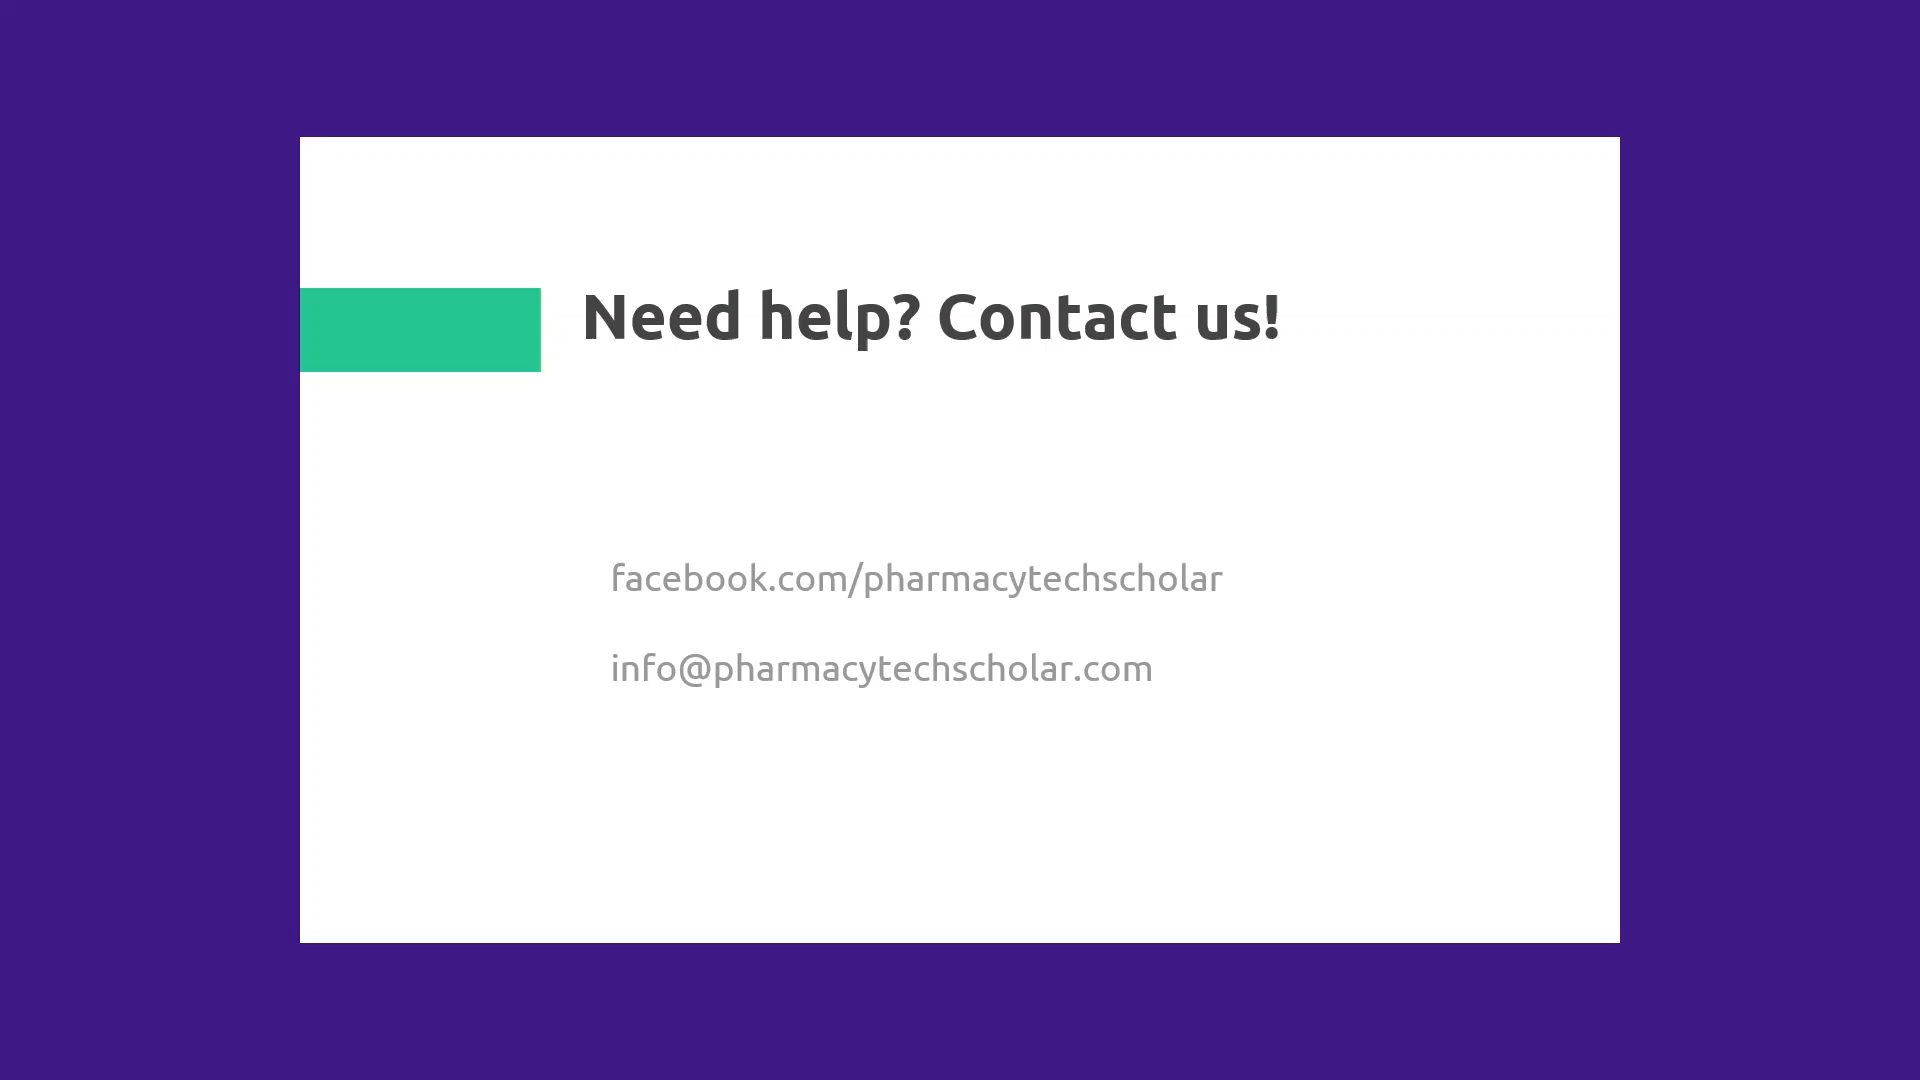 Need help? Contact us!
facebook.com/pharmacytechscholar
info@pharmacytechscholar.com